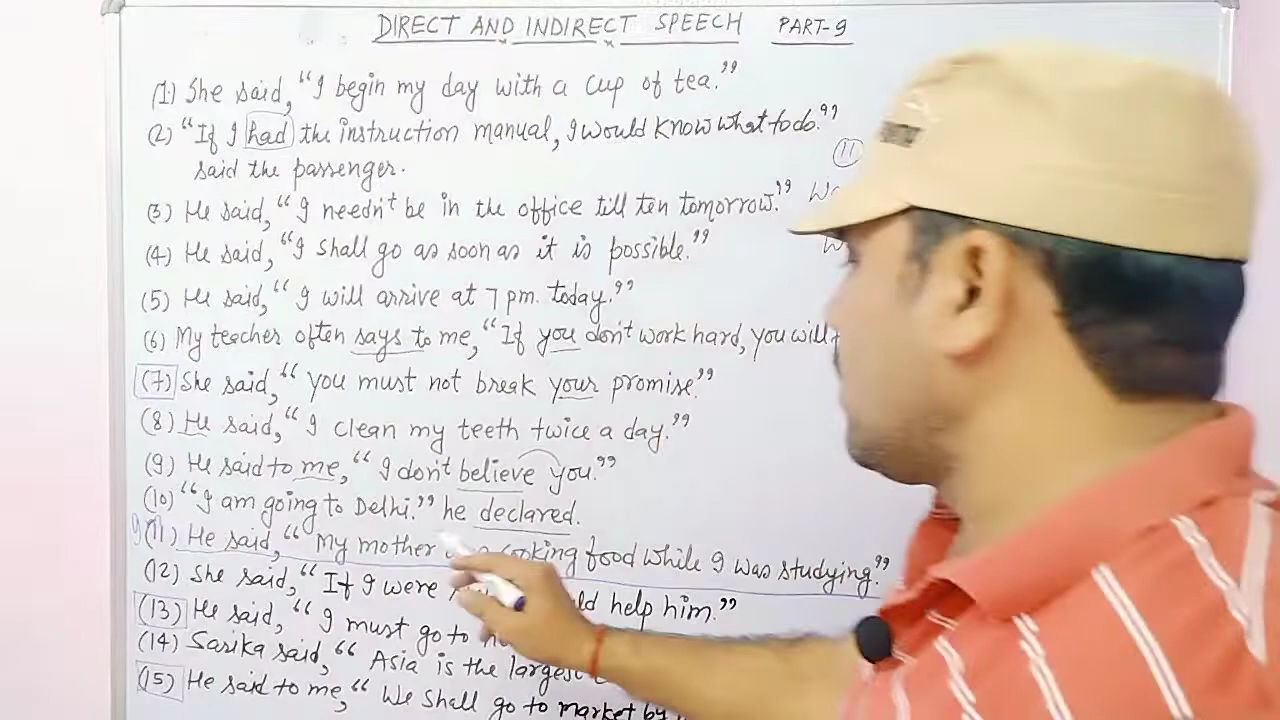 DIRECT AND INDIRECT SPEECH PART-9
(1) She said, “I begin my day with a cup of tea.”
(2) “If I had the instruction manual, I would know what to do.”
said the passenger.
(11)
(3) He said, “I needn't be in the office till ten tomorrow.”
(4) He said, “I shall go as soon as it is possible.”
(5) He said, “I will arrive at 7 pm. today.”
(6) My teacher often says to me, “If you don't work hard, you will
(7) She said, “you must not break your promise”
(8) He said, “I clean my teeth twice a day.”
(9) He said to me, “I don't believe you.”
(10) “I am going to Delhi.” he declared.
(11) He said, “My mother cooking food while I was studying.”
(12) She said, “If I were help him.”
(13) He said, “I must go to
(14) Sarika said, “Asia is the largest
(15) He said to me, “We shall go to market by